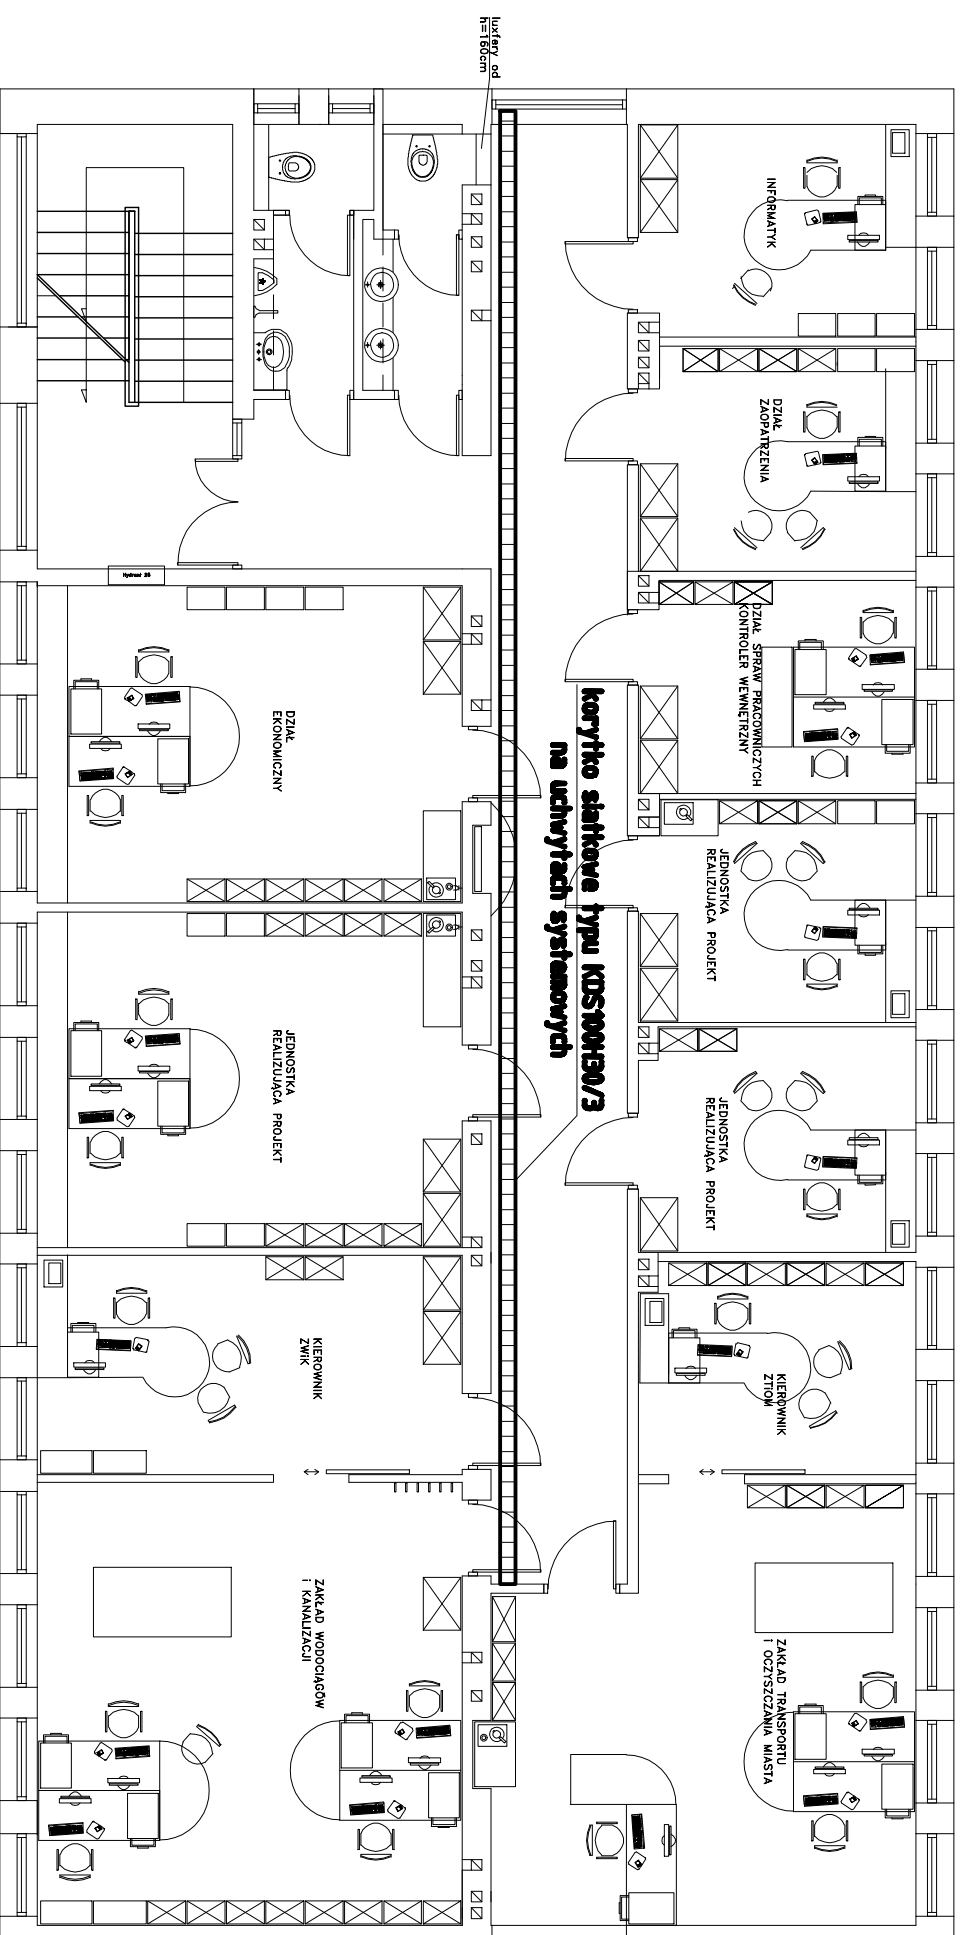 luxfery od
h=160cm
INFORMATYK
DZIAŁ
ZAOPATRZENIA
DZIAŁ SPRAW PRACOWNICZYCH
KONTROLER WEWNĘTRZNY
Hydrant 25
DZIAŁ
EKONOMICZNY
korytko siatkowe typu KDS100H30/3
na uchwytach systemowych
JEDNOSTKA
REALIZUJĄCA PROJEKT
JEDNOSTKA
REALIZUJĄCA PROJEKT
JEDNOSTKA
REALIZUJĄCA PROJEKT
KIEROWNIK
ZWiK
KIEROWNIK
ZTiOM
ZAKŁAD WODOCIĄGÓW
i KANALIZACJI
ZAKŁAD TRANSPORTU
i OCZYSZCZANIA MIASTA